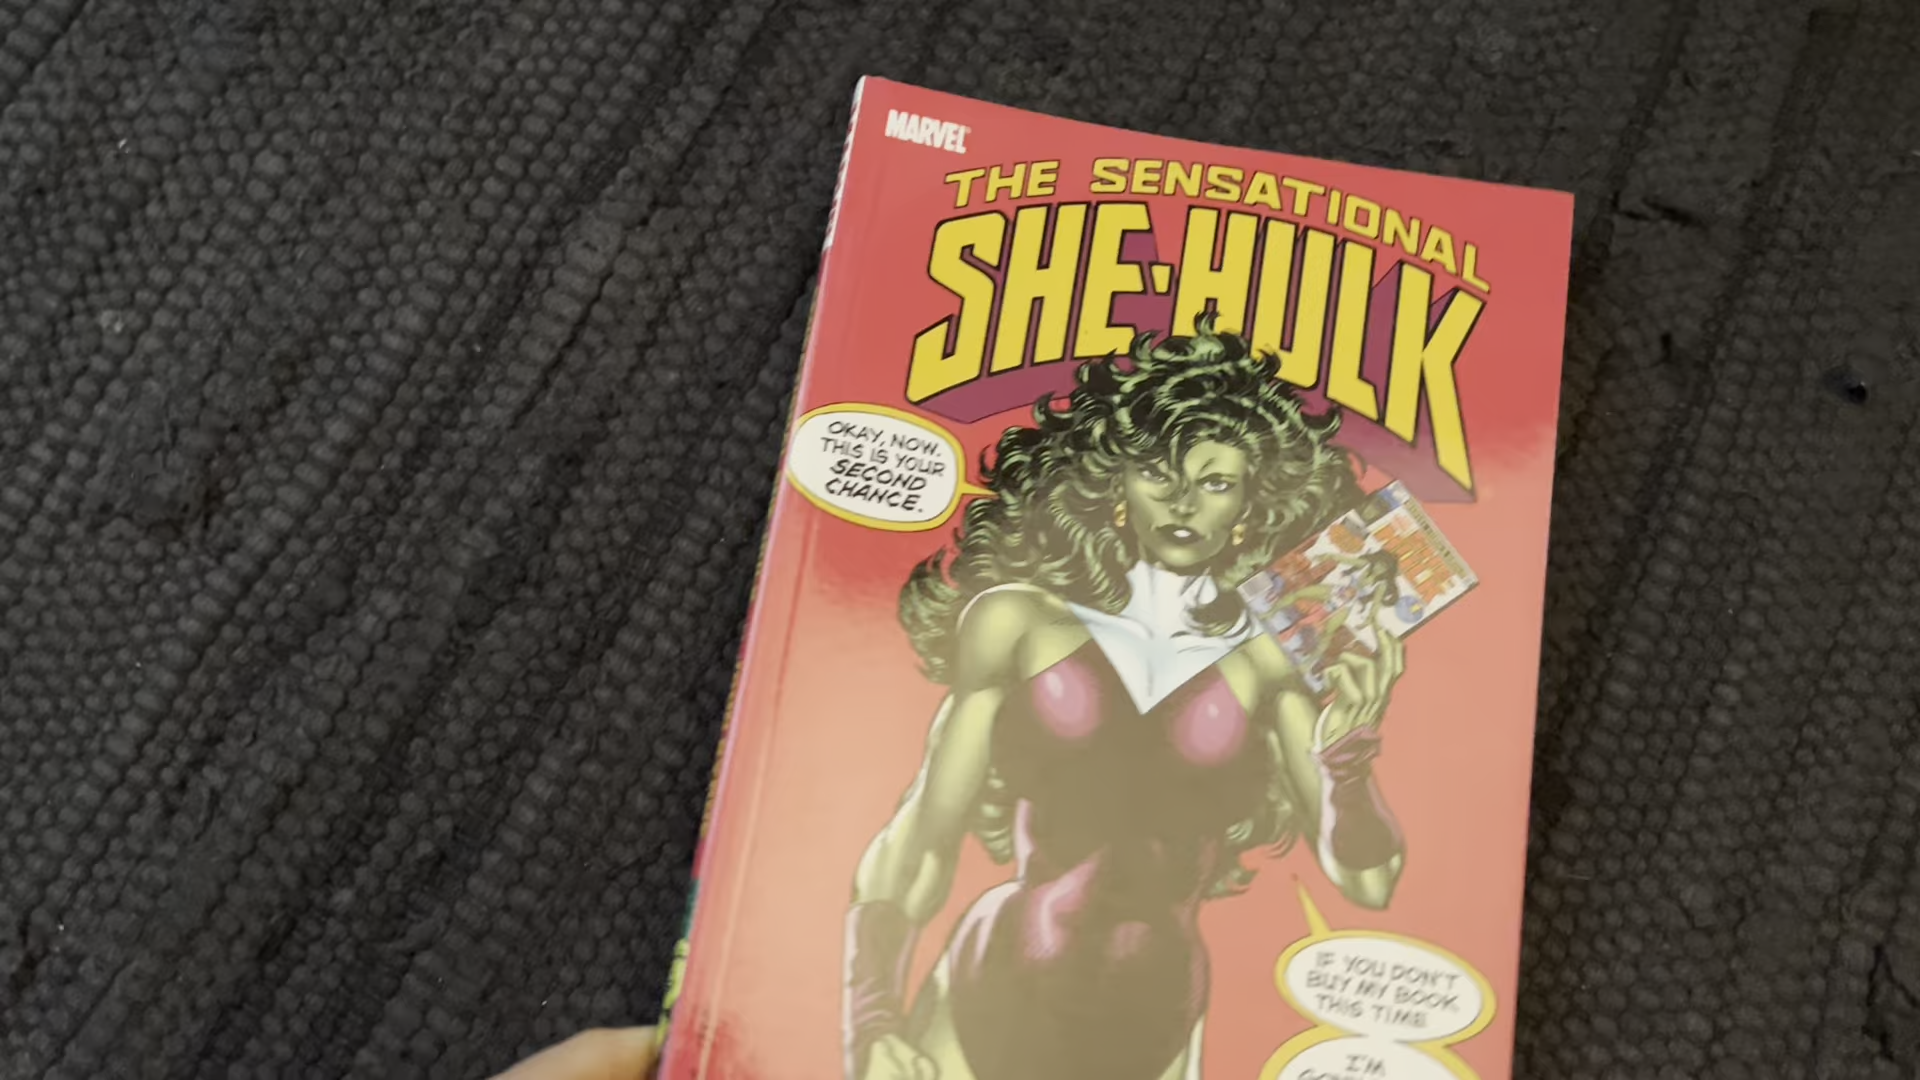 MARVEL
THE SENSATIONAL
SHE-HULK
OKAY, NOW.
THIS IS YOUR
SECOND
CHANCE.
IF YOU DON'T
BUY MY BOOK
THIS TIME
I'M